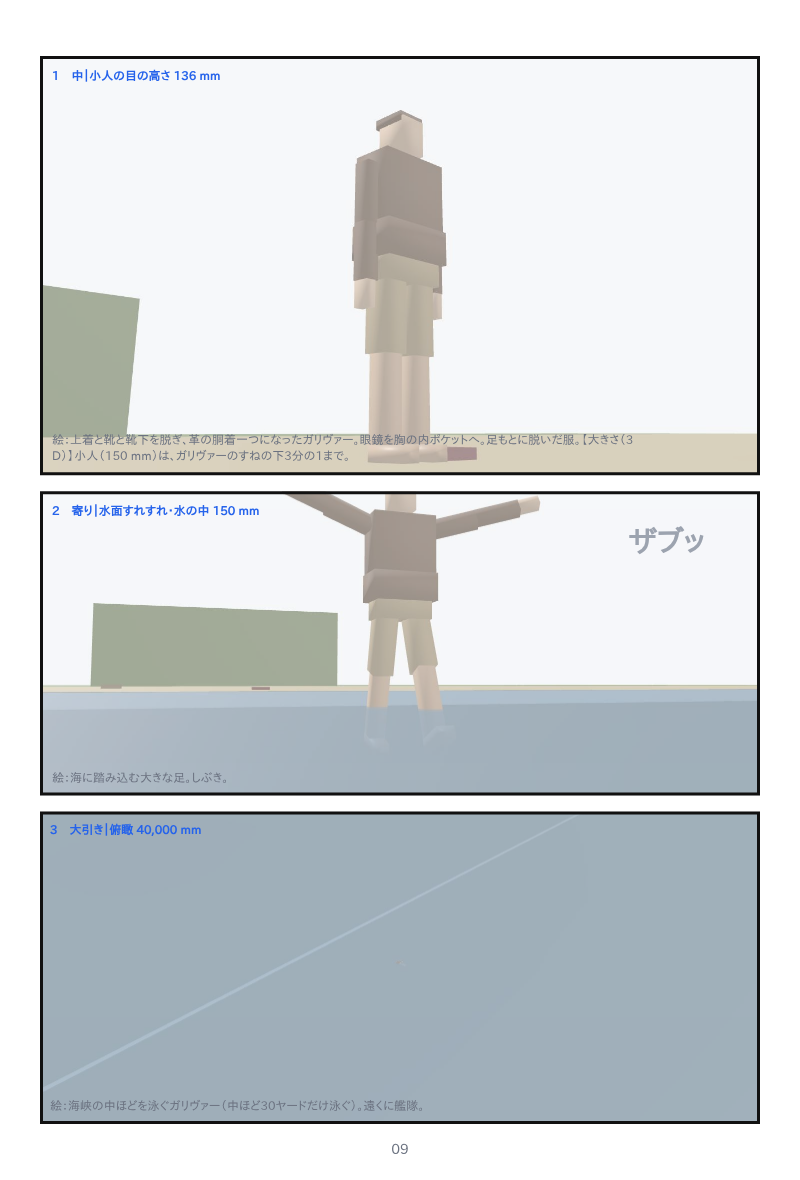 1 中|小人の目の高さ 136 mm
絵：上着と靴と靴下を脱ぎ、革の胴着一つになったガリヴァー。眼鏡を胸の内ポケットへ。足もとに脱いだ服。【大きさ（3
D）】小人（150 mm）は、ガリヴァーのすねの下3分の1まで。
2 寄り|水面すれすれ・水の中 150 mm
ザブッ
絵：海に踏み込む大きな足。しぶき。
3 大引き|俯瞰 40,000 mm
絵：海峡の中ほどを泳ぐガリヴァー（中ほど30ヤードだけ泳ぐ）。遠くに艦隊。
09